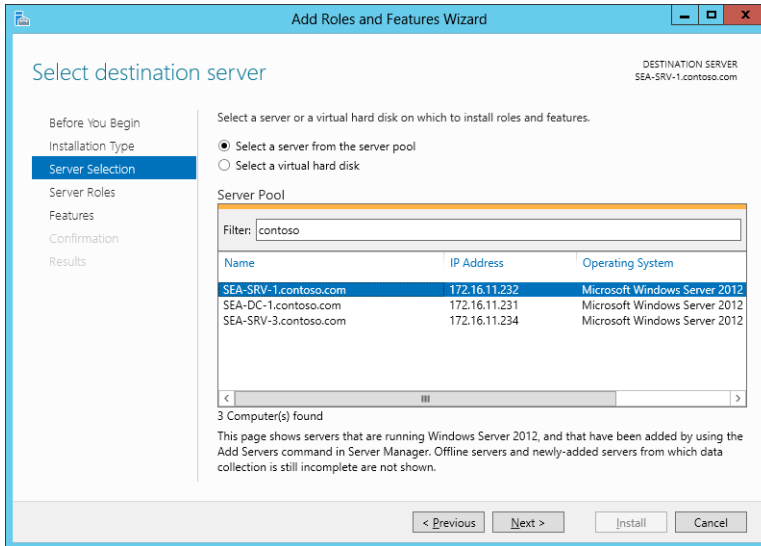 Add Roles and Features Wizard
Select destination server
DESTINATION SERVER
SEA-SRV-1.contoso.com
Before You Begin
Installation Type
Server Selection
Server Roles
Features
Confirmation
Results
Select a server or a virtual hard disk on which to install roles and features.
Select a server from the server pool
Select a virtual hard disk
Server Pool
Filter: contoso
Name IP Address Operating System
SEA-SRV-1.contoso.com 172.16.11.232 Microsoft Windows Server 2012
SEA-DC-1.contoso.com 172.16.11.231 Microsoft Windows Server 2012
SEA-SRV-3.contoso.com 172.16.11.234 Microsoft Windows Server 2012
3 Computer(s) found
This page shows servers that are running Windows Server 2012, and that have been added by using the
Add Servers command in Server Manager. Offline servers and newly-added servers from which data
collection is still incomplete are not shown.
< Previous Next > Install Cancel